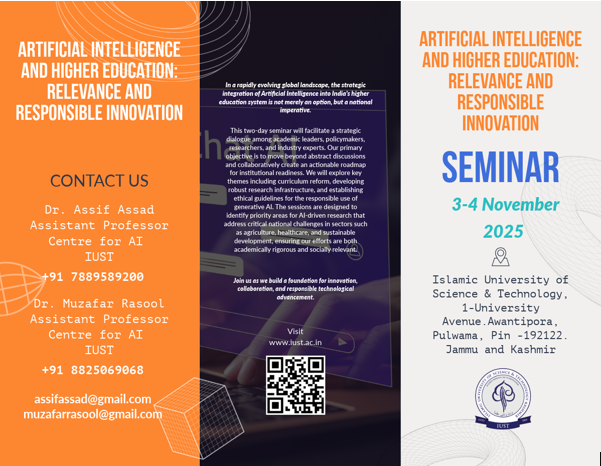 ARTIFICIAL INTELLIGENCE
AND HIGHER EDUCATION:
RELEVANCE AND
RESPONSIBLE INNOVATION
CONTACT US
Dr. Assif Assad
Assistant Professor
Centre for AI
IUST
+91 7889589200
Dr. Muzafar Rasool
Assistant Professor
Centre for AI
IUST
+91 8825069068
assifassad@gmail.com
muzafarrasool@gmail.com
In a rapidly evolving global landscape, the strategic
integration of Artificial Intelligence into India's higher
education system is not merely an option, but a national
imperative.
This two-day seminar will facilitate a strategic
dialogue among academic leaders, policymakers,
researchers, and industry experts. Our primary
objective is to move beyond abstract discussions
and collaboratively create an actionable roadmap
for institutional readiness. We will explore key
themes including curriculum reform, developing
robust research infrastructure, and establishing
ethical guidelines for the responsible use of
generative AI. The sessions are designed to
identify priority areas for AI-driven research that
address critical national challenges in sectors such
as agriculture, healthcare, and sustainable
development, ensuring our efforts are both
academically rigorous and socially relevant.
Join us as we build a foundation for innovation,
collaboration, and responsible technological
advancement.
Visit
www.iust.ac.in
ARTIFICIAL INTELLIGENCE
AND HIGHER EDUCATION:
RELEVANCE AND
RESPONSIBLE
INNOVATION
SEMINAR
3-4 November
2025
Islamic University of
Science & Technology,
1-University
Avenue.Awantipora,
Pulwama, Pin -192122.
Jammu and Kashmir
IUST